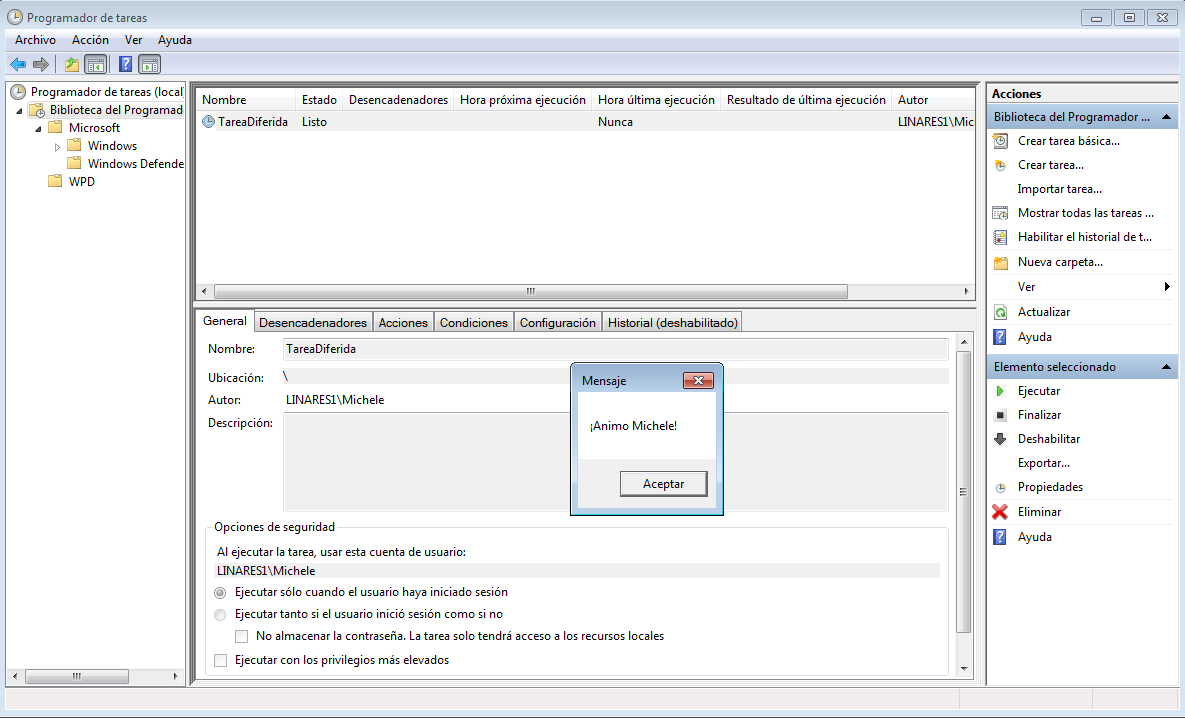 Programador de tareas
Archivo Acción Ver Ayuda
Programador de tareas (local
Biblioteca del Programad
Microsoft
Windows
Windows Defende
WPD
Nombre Estado Desencadenadores Hora próxima ejecución Hora última ejecución Resultado de última ejecución Autor
TareaDiferida Listo Nunca LINARES1\Mic
General Desencadenadores Acciones Condiciones Configuración Historial (deshabilitado)
Nombre: TareaDiferida
Ubicación: \
Autor: LINARES1\Michele
Descripción:
Opciones de seguridad
Al ejecutar la tarea, usar esta cuenta de usuario:
LINARES1\Michele
Ejecutar sólo cuando el usuario haya iniciado sesión
Ejecutar tanto si el usuario inició sesión como si no
No almacenar la contraseña. La tarea solo tendrá acceso a los recursos locales
Ejecutar con los privilegios más elevados
Mensaje
¡Animo Michele!
Aceptar
Acciones
Biblioteca del Programador ...
Crear tarea básica...
Crear tarea...
Importar tarea...
Mostrar todas las tareas ...
Habilitar el historial de t...
Nueva carpeta...
Ver
Actualizar
Ayuda
Elemento seleccionado
Ejecutar
Finalizar
Deshabilitar
Exportar...
Propiedades
Eliminar
Ayuda